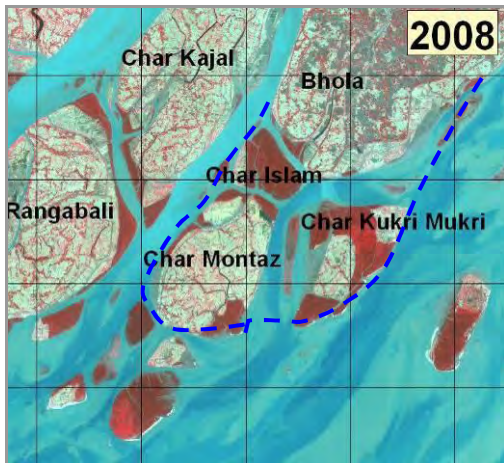 2008
Char Kajal
Bhola
Char Islam
Rangabali
Char Kukri Mukri
Char Montaz